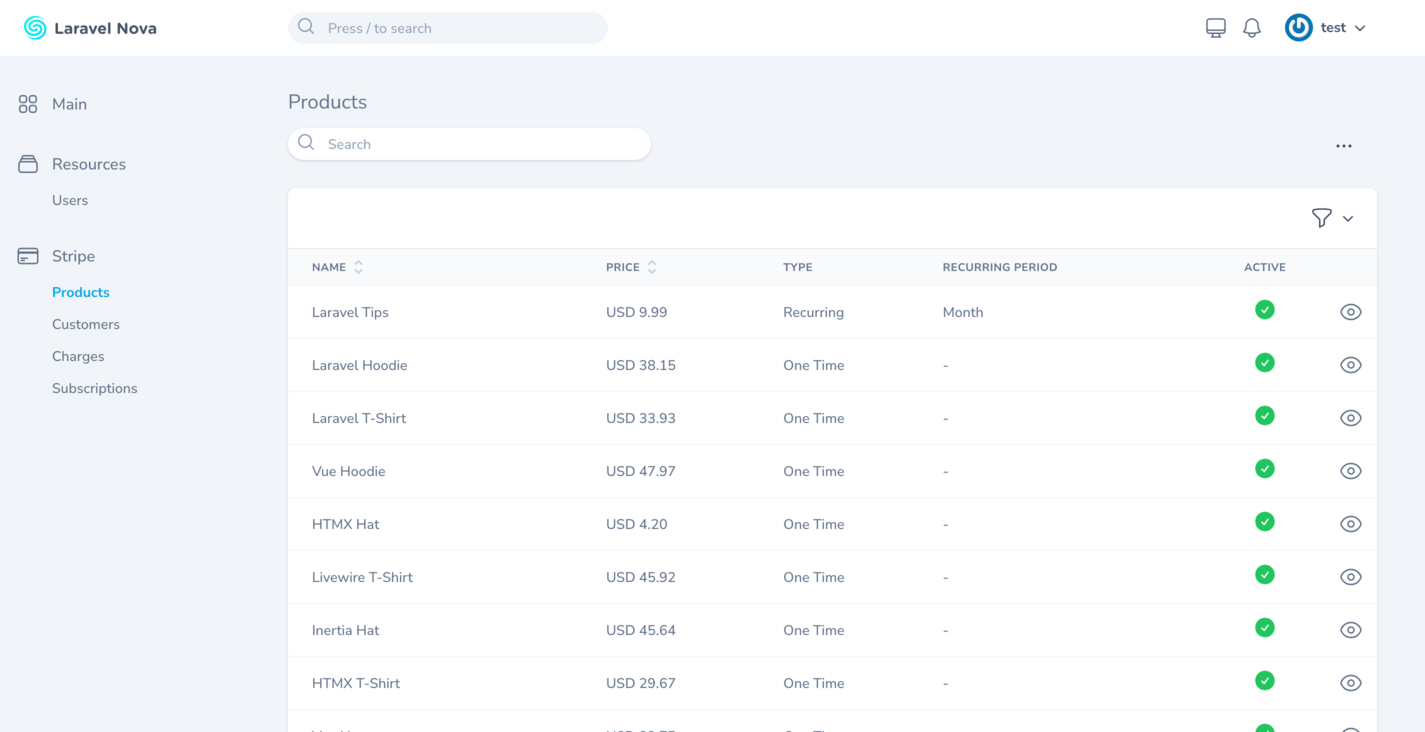 Laravel Nova
Press / to search
test
Main
Resources
Users
Stripe
Products
Customers
Charges
Subscriptions
Products
Search
NAME PRICE TYPE RECURRING PERIOD ACTIVE
Laravel Tips USD 9.99 Recurring Month
Laravel Hoodie USD 38.15 One Time -
Laravel T-Shirt USD 33.93 One Time -
Vue Hoodie USD 47.97 One Time -
HTMX Hat USD 4.20 One Time -
Livewire T-Shirt USD 45.92 One Time -
Inertia Hat USD 45.64 One Time -
HTMX T-Shirt USD 29.67 One Time -